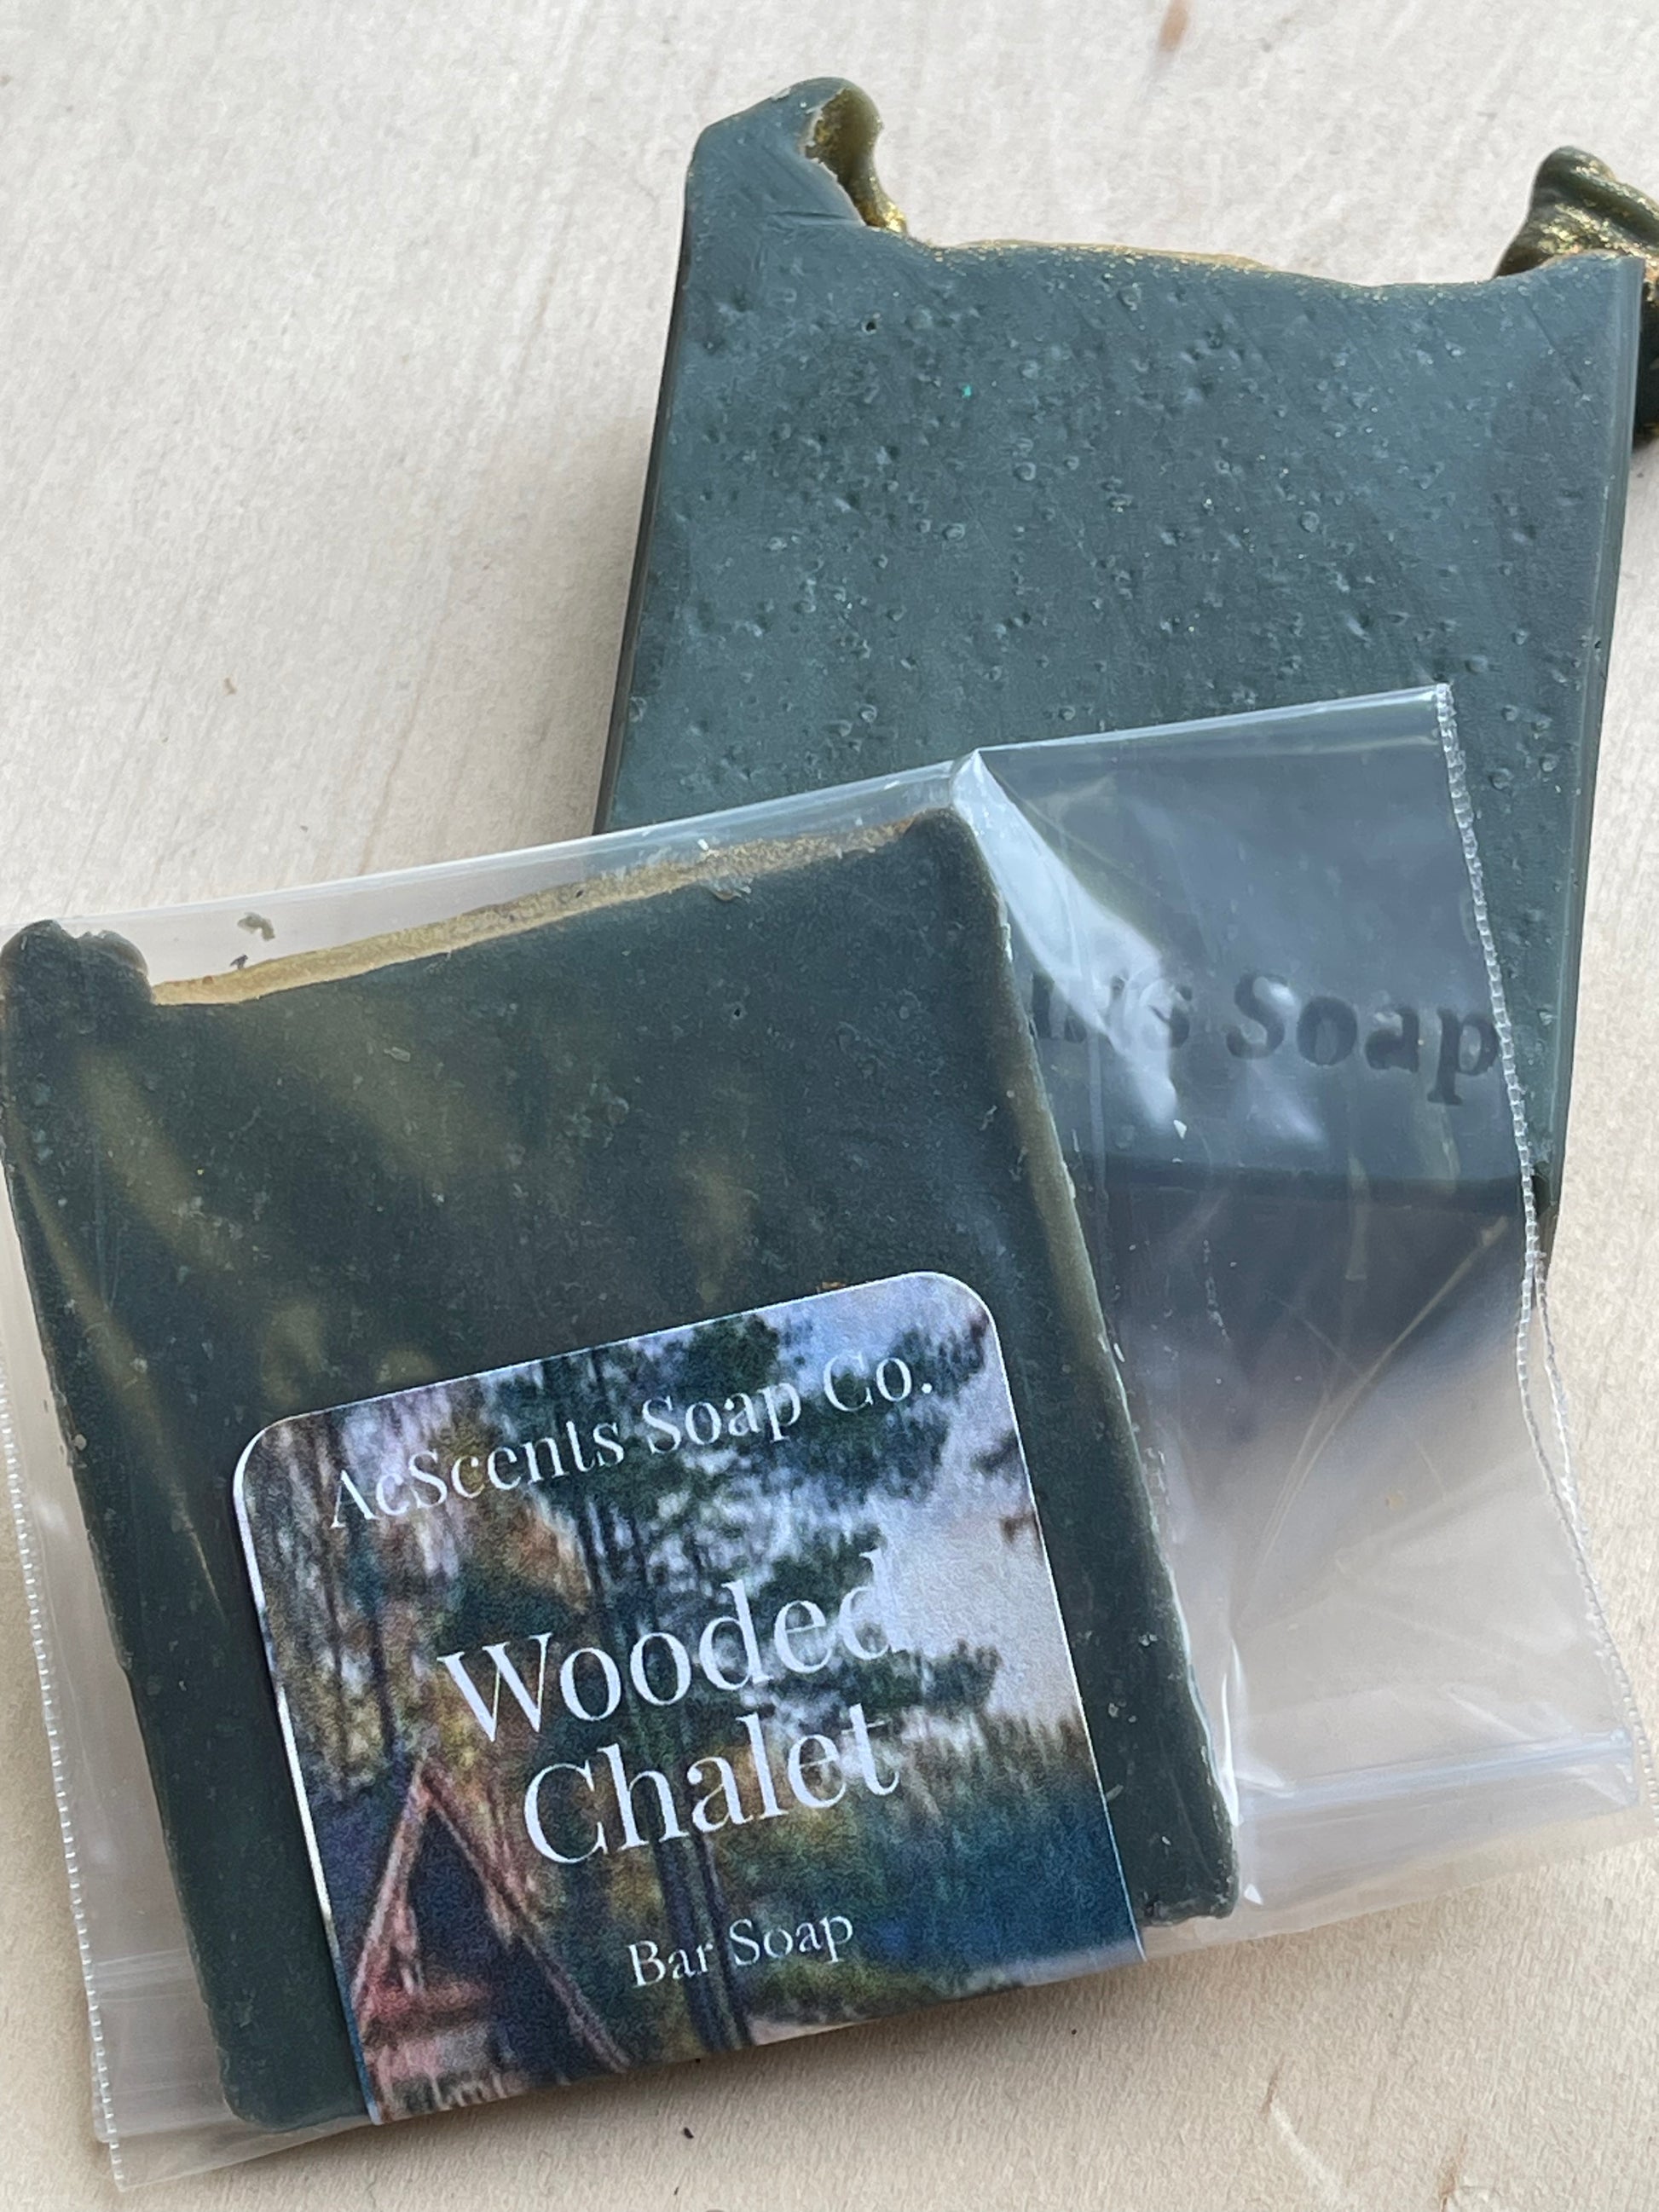 Soap
AcScents Soap Co.
Wooded
Chalet
Bar Soap